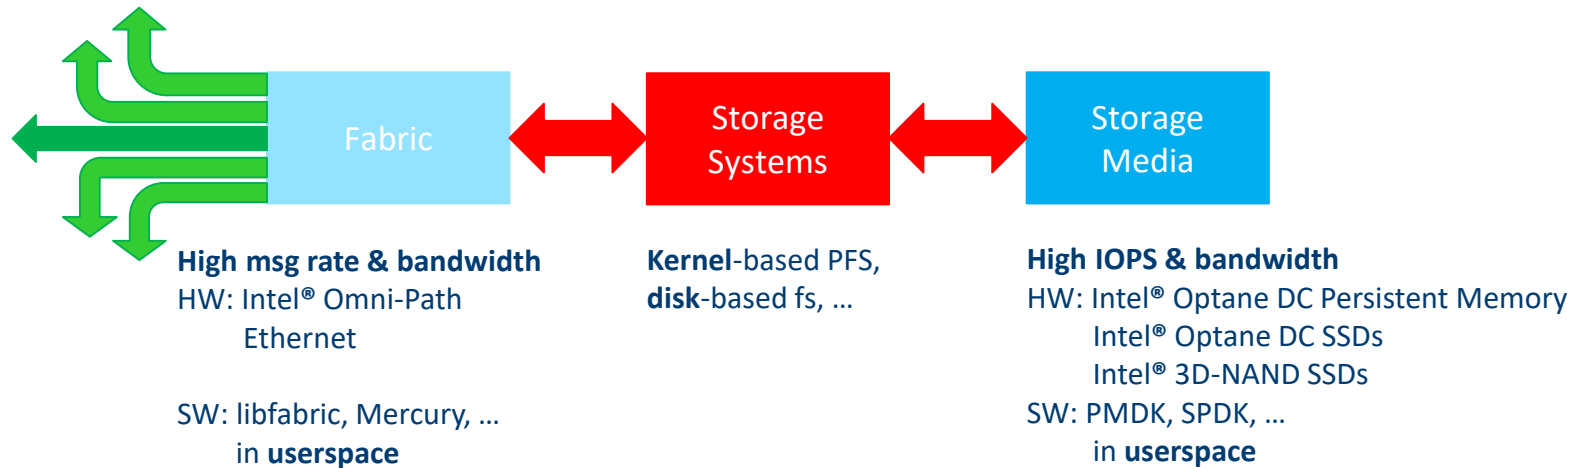 Fabric
Storage
Systems
Storage
Media
High msg rate & bandwidth
HW: Intel® Omni-Path
Ethernet
SW: libfabric, Mercury, ...
in userspace
Kernel-based PFS,
disk-based fs, ...
High IOPS & bandwidth
HW: Intel® Optane DC Persistent Memory
Intel® Optane DC SSDs
Intel® 3D-NAND SSDs
SW: PMDK, SPDK, ...
in userspace